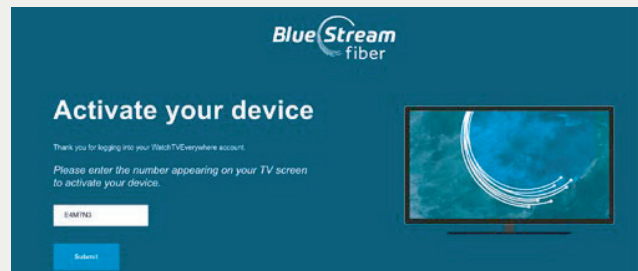 Blue Stream
fiber
Activate your device
Thank you for logging into your WatchTVEverywhere account.
Please enter the number appearing on your TV screen
to activate your device.
E4M7N3
Submit